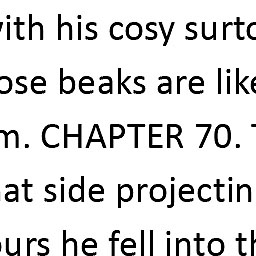 with his cosy surto
ose beaks are like
m. CHAPTER 70. T
at side projectin
ours he fell into th